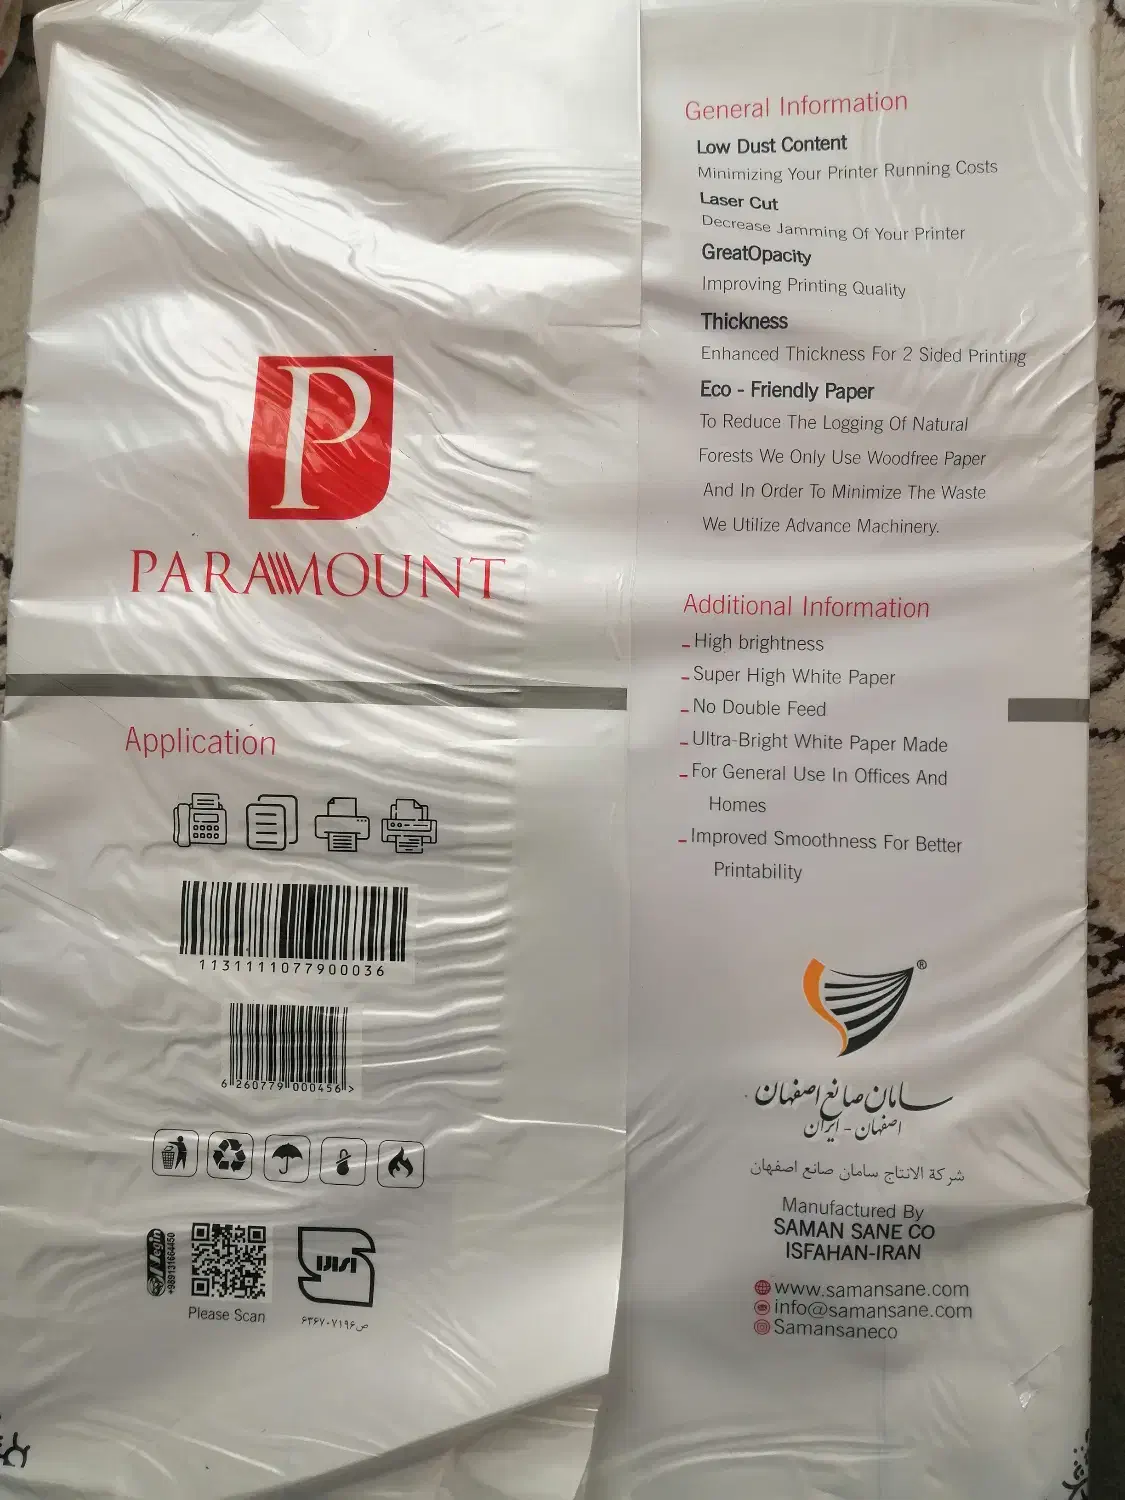 PARAMOUNT
Application
1131111077900036
6 260779 000456 >
+989131664450
Please Scan
General Information
Low Dust Content
Minimizing Your Printer Running Costs
Laser Cut
Decrease Jamming Of Your Printer
GreatOpacity
Improving Printing Quality
Thickness
Enhanced Thickness For 2 Sided Printing
Eco - Friendly Paper
To Reduce The Logging Of Natural
Forests We Only Use Woodfree Paper
And In Order To Minimize The Waste
We Utilize Advance Machinery.
Additional Information
- High brightness
- Super High White Paper
- No Double Feed
- Ultra-Bright White Paper Made
- For General Use In Offices And
Homes
- Improved Smoothness For Better
Printability
®
سامان صانع اصفهان
اصفهان - ایران
شركة الانتاج سامان صانع اصفهان
Manufactured By
SAMAN SANE CO
ISFAHAN-IRAN
www.samansane.com
info@samansane.com
Samansaneco